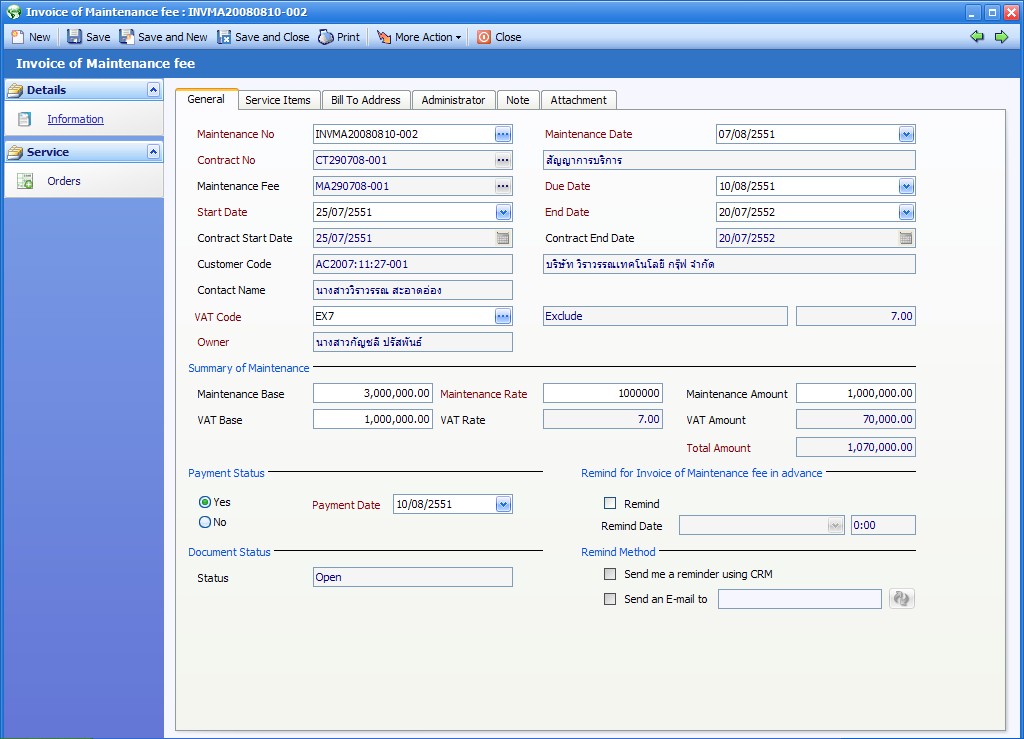 Invoice of Maintenance fee : INVMA20080810-002
New Save Save and New Save and Close Print More Action Close
Invoice of Maintenance fee
Details
Information
Service
Orders
General Service Items Bill To Address Administrator Note Attachment
Maintenance No INVMA20080810-002 Maintenance Date 07/08/2551
Contract No CT290708-001 สัญญาการบริการ
Maintenance Fee MA290708-001 Due Date 10/08/2551
Start Date 25/07/2551 End Date 20/07/2552
Contract Start Date 25/07/2551 Contract End Date 20/07/2552
Customer Code AC2007:11:27-001 บริษัท วิราวรรณเทคโนโลยี กรุ๊ฟ จำกัด
Contact Name นางสาววิราวรรณ สะอาดอ่อง
VAT Code EX7 Exclude 7.00
Owner นางสาวกัญชลี ปรัสพันธ์
Summary of Maintenance
Maintenance Base 3,000,000.00 Maintenance Rate 1000000 Maintenance Amount 1,000,000.00
VAT Base 1,000,000.00 VAT Rate 7.00 VAT Amount 70,000.00
Total Amount 1,070,000.00
Payment Status
Yes Payment Date 10/08/2551
No
Remind for Invoice of Maintenance fee in advance
Remind
Remind Date 0:00
Document Status
Status Open
Remind Method
Send me a reminder using CRM
Send an E-mail to